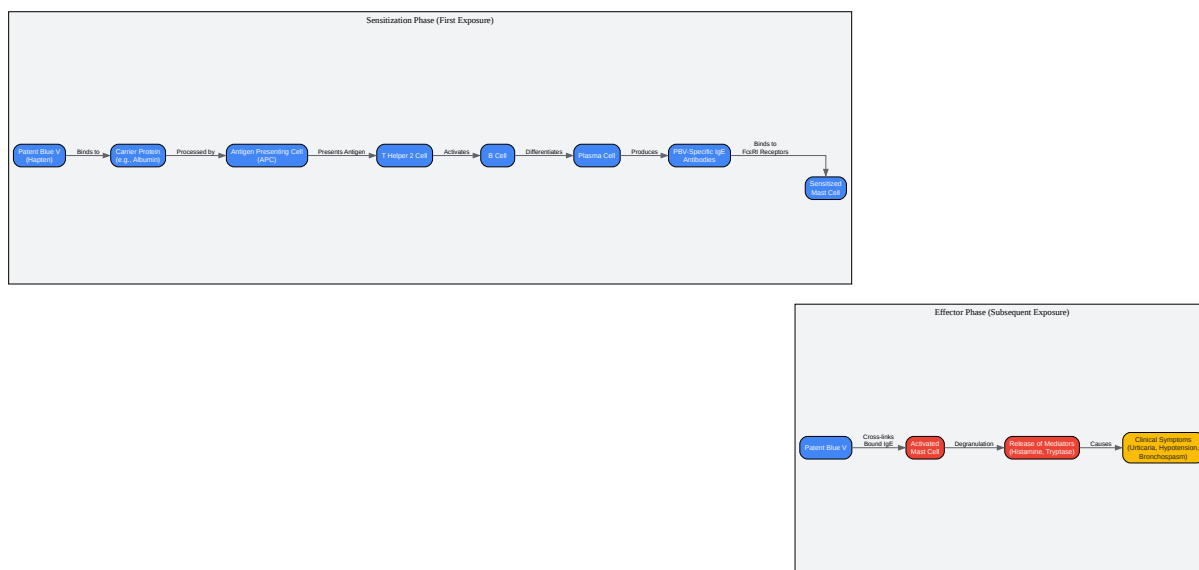 Sensitization Phase (First Exposure)
Patent Blue V
(Hapten)
Binds to
Carrier Protein
(e.g., Albumin)
Processed by
Antigen Presenting Cell
(APC)
Presents Antigen
T Helper 2 Cell
Activates
B Cell
Differentiates
Plasma Cell
Produces
PBV-Specific IgE
Antibodies
Binds to
FcεRI Receptors
Sensitized
Mast Cell
Effector Phase (Subsequent Exposure)
Patent Blue V
Cross-links
Bound IgE
Activated
Mast Cell
Degranulation
Release of Mediators
(Histamine, Tryptase)
Causes
Clinical Symptoms
(Urticaria, Hypotension,
Bronchospasm)